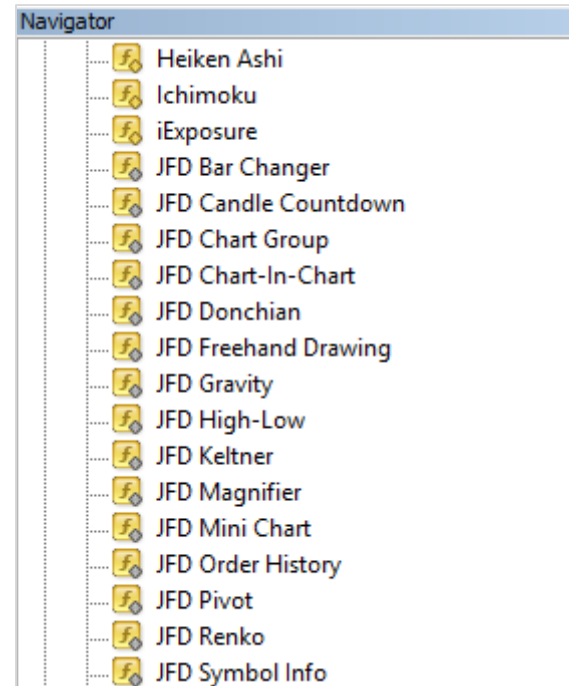 Navigator
Heiken Ashi
Ichimoku
iExposure
JFD Bar Changer
JFD Candle Countdown
JFD Chart Group
JFD Chart-In-Chart
JFD Donchian
JFD Freehand Drawing
JFD Gravity
JFD High-Low
JFD Keltner
JFD Magnifier
JFD Mini Chart
JFD Order History
JFD Pivot
JFD Renko
JFD Symbol Info